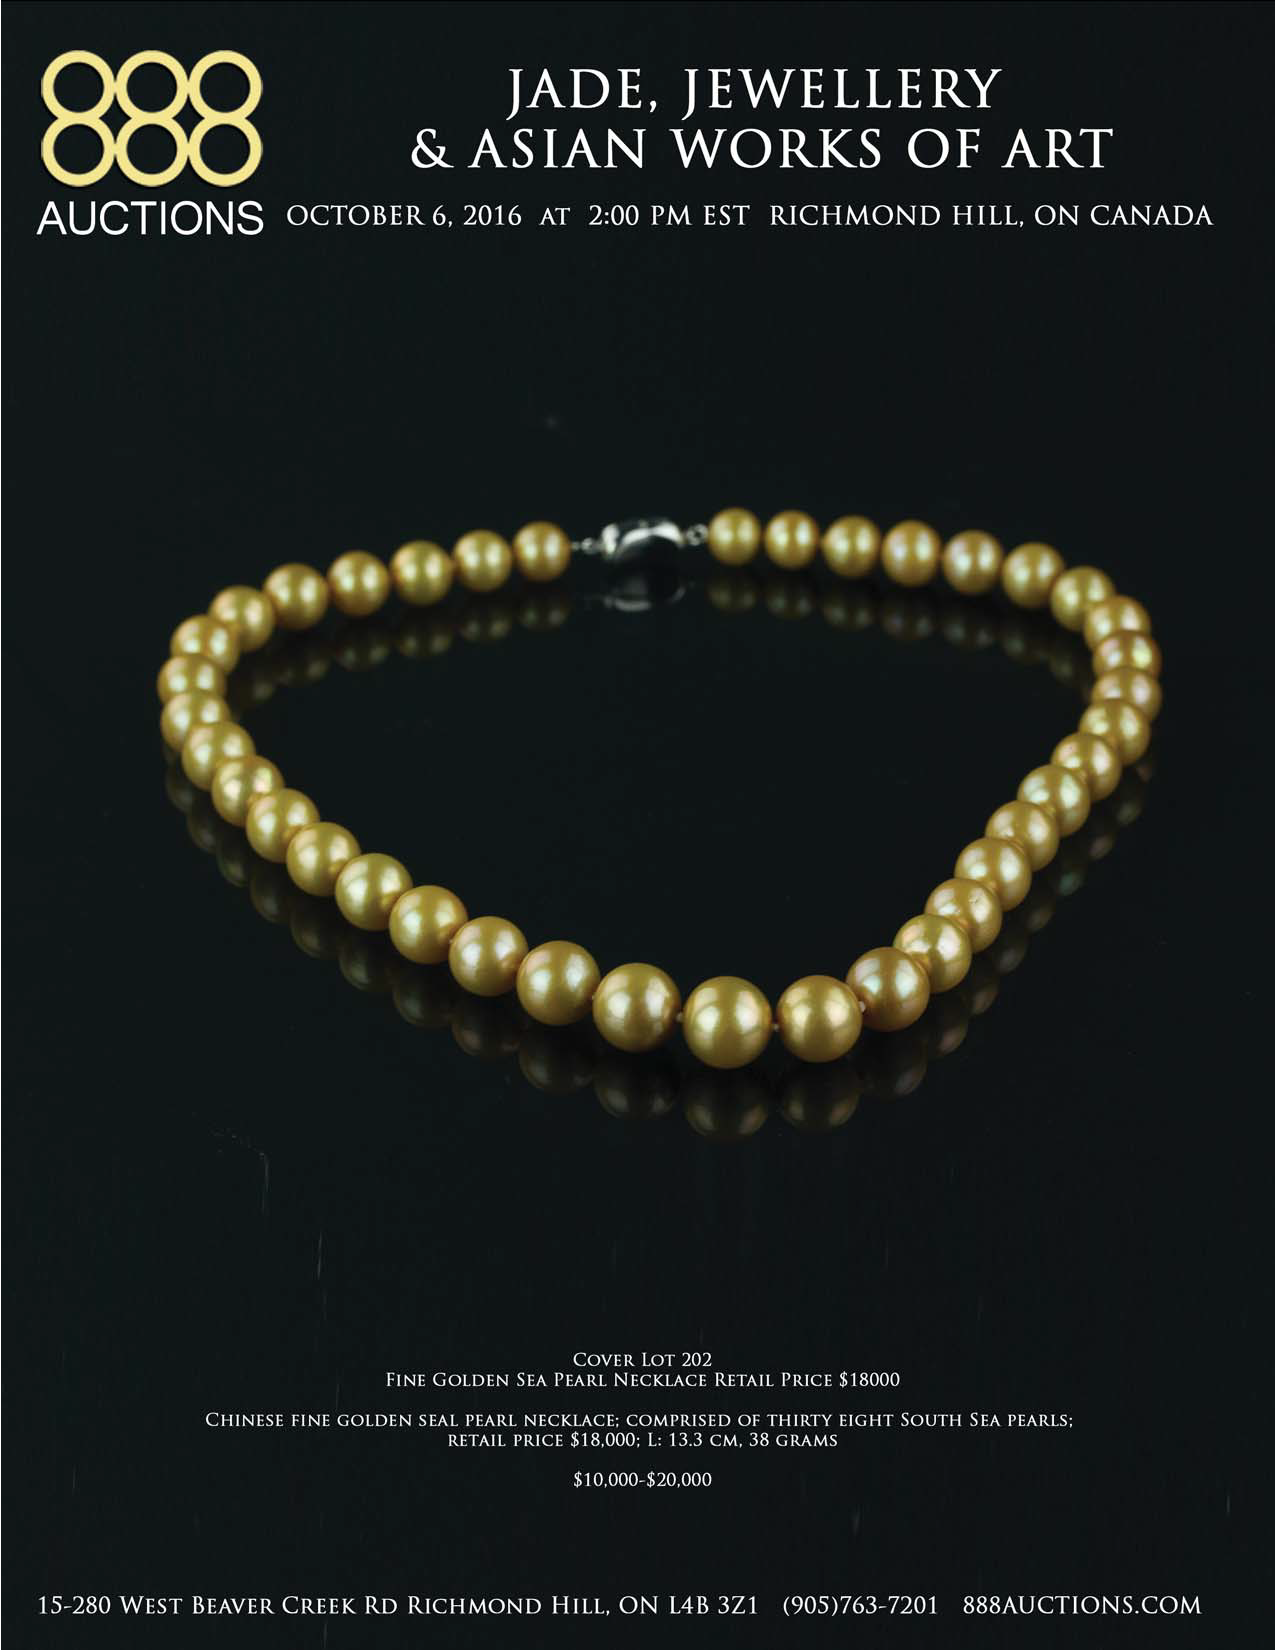 JADE, JEWELLERY
& ASIAN WORKS OF ART
888
888
AUCTIONS
OCTOBER 6, 2016 AT 2:00 PM EST RICHMOND HILL, ON CANADA
COVER LOT 202
FINE GOLDEN SEA PEARL NECKLACE RETAIL PRICE $18000
CHINESE FINE GOLDEN SEAL PEARL NECKLACE; COMPRISED OF THIRTY EIGHT SOUTH SEA PEARLS;
RETAIL PRICE $18,000; L: 13.3 CM, 38 GRAMS
$10,000-$20,000
15-280 WEST BEAVER CREEK RD RICHMOND HILL, ON L4B 3Z1 (905)763-7201 888AUCTIONS.COM